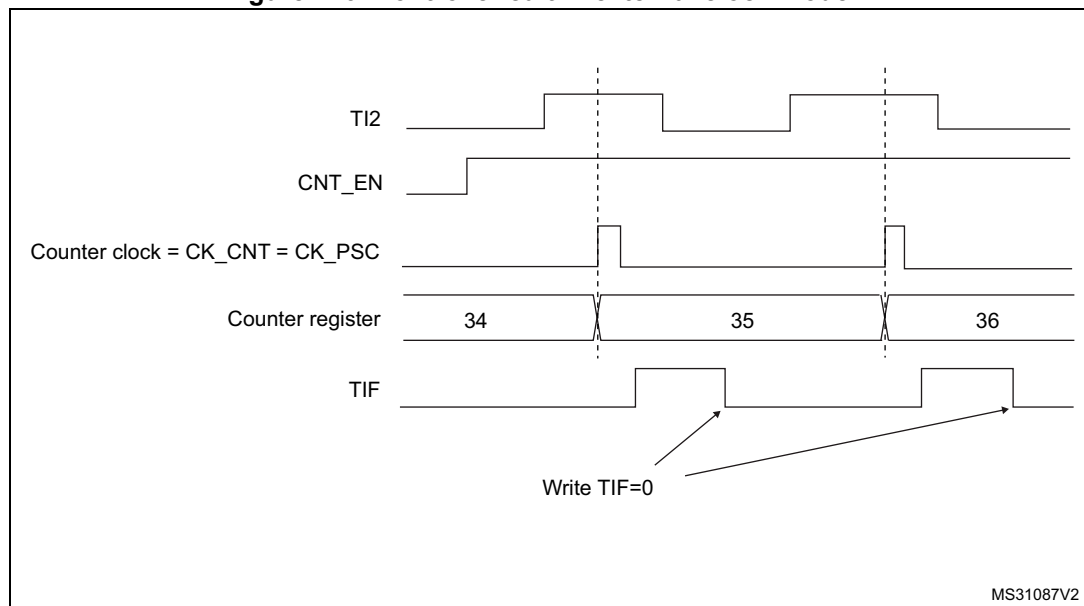 TI2
CNT_EN
Counter clock = CK_CNT = CK_PSC
Counter register
34
35
36
TIF
Write TIF=0
MS31087V2